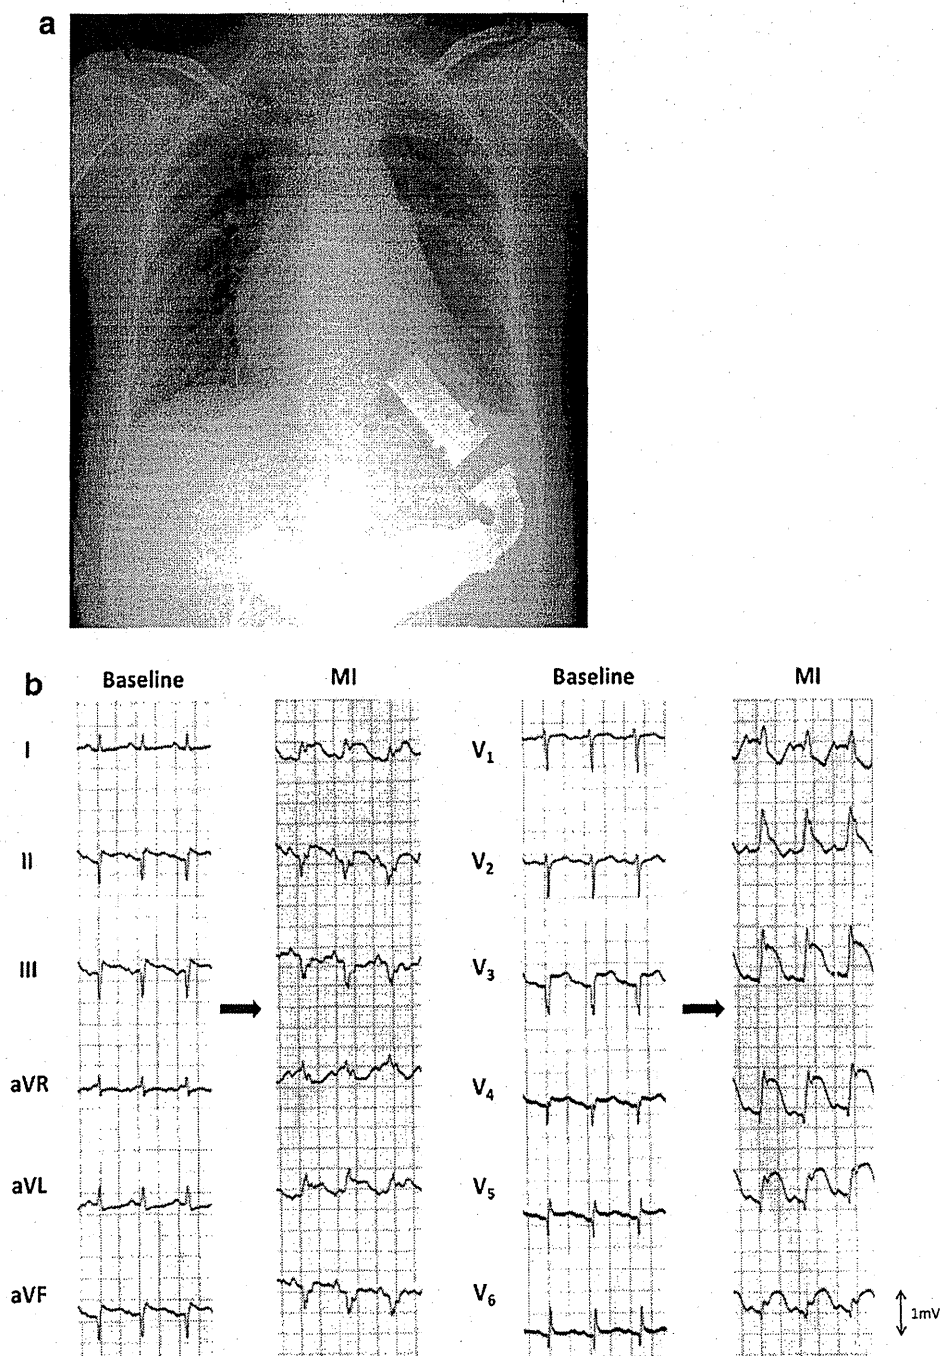 a
b
Baseline MI Baseline MI
I V1
II V2
III V3
aVR V4
aVL V5
aVF V6
1mV